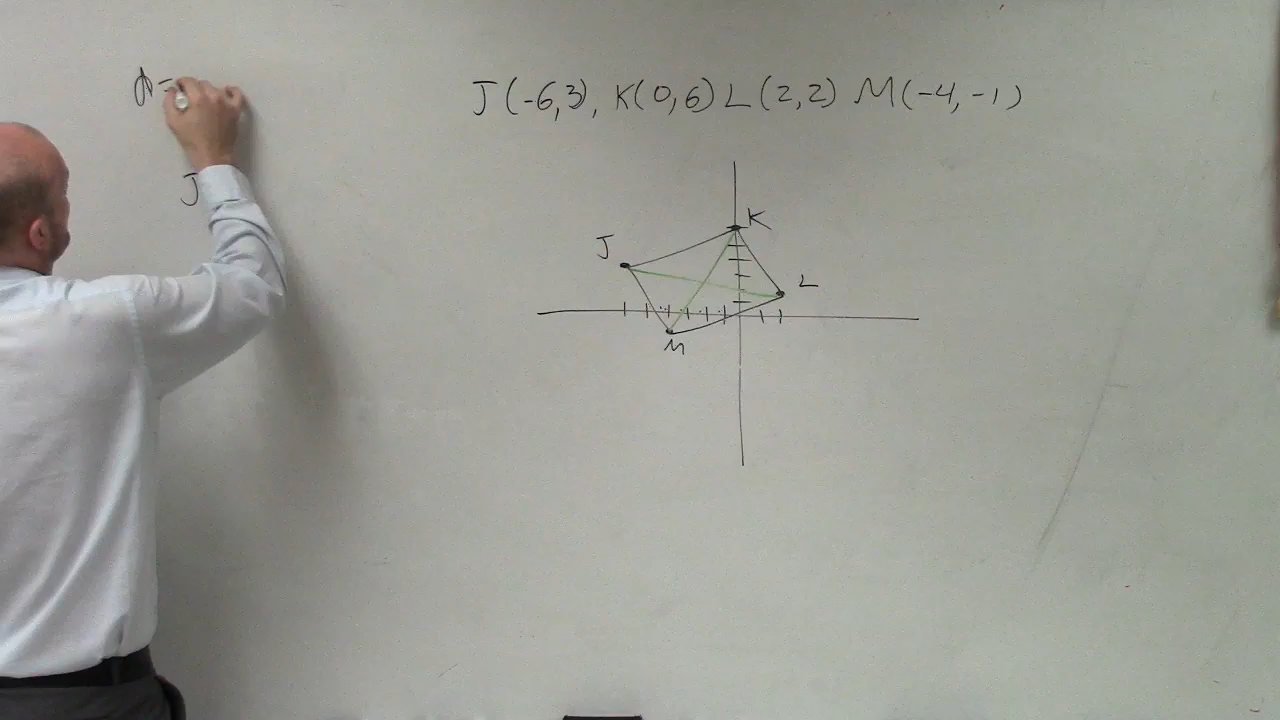 d =
J(-6,3), K(0,6) L(2,2) M(-4,-1)
J
K
J
L
M